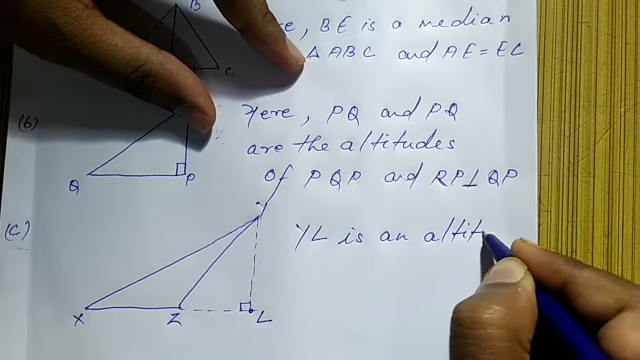 B
C
BE is a median
Δ ABC and AE = EC
(b)
Here, PQ and PQ
are the altitudes
of PQR and RP⊥QP
Q
P
(c)
YL is an altit
X
Z
L